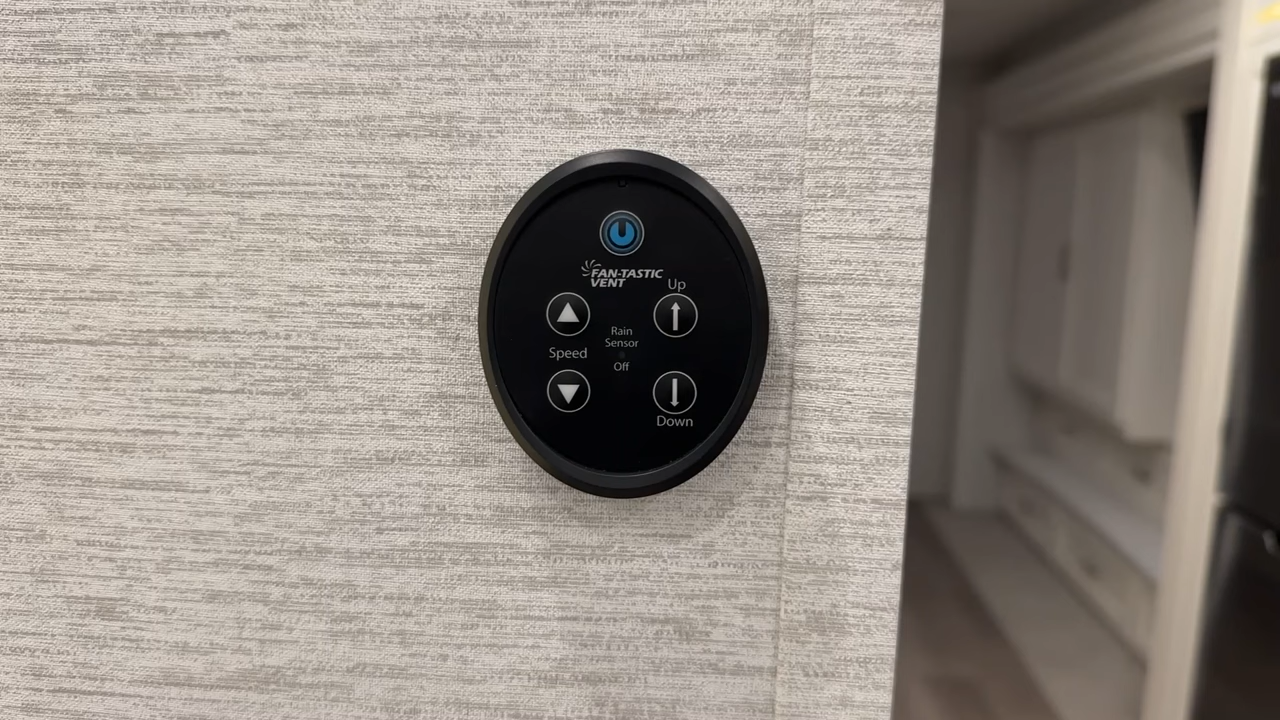 FAN-TASTIC
VENT
Up
Rain
Sensor
Speed
Off
Down